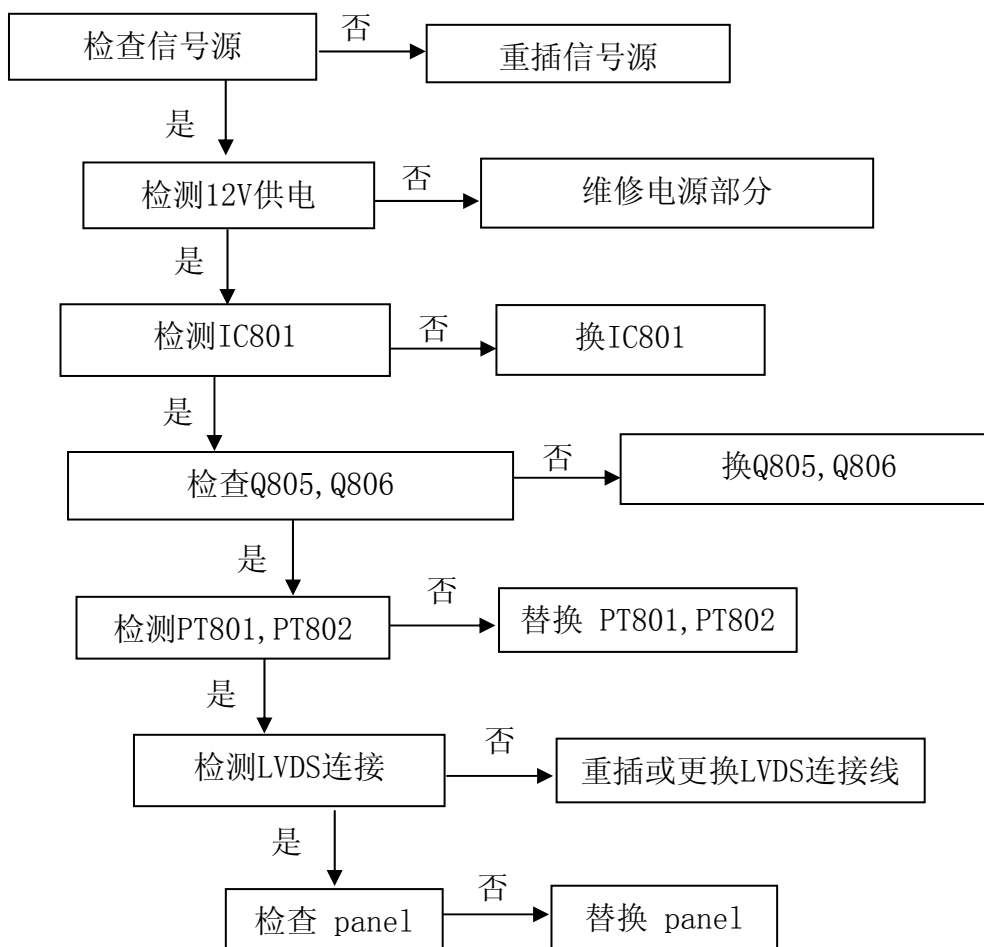 检查信号源
否
重插信号源
是
检测12V供电
否
维修电源部分
是
检测IC801
否
换IC801
是
检查Q805,Q806
否
换Q805,Q806
是
检测PT801,PT802
否
替换 PT801,PT802
是
检测LVDS连接
否
重插或更换LVDS连接线
是
检查 panel
否
替换 panel